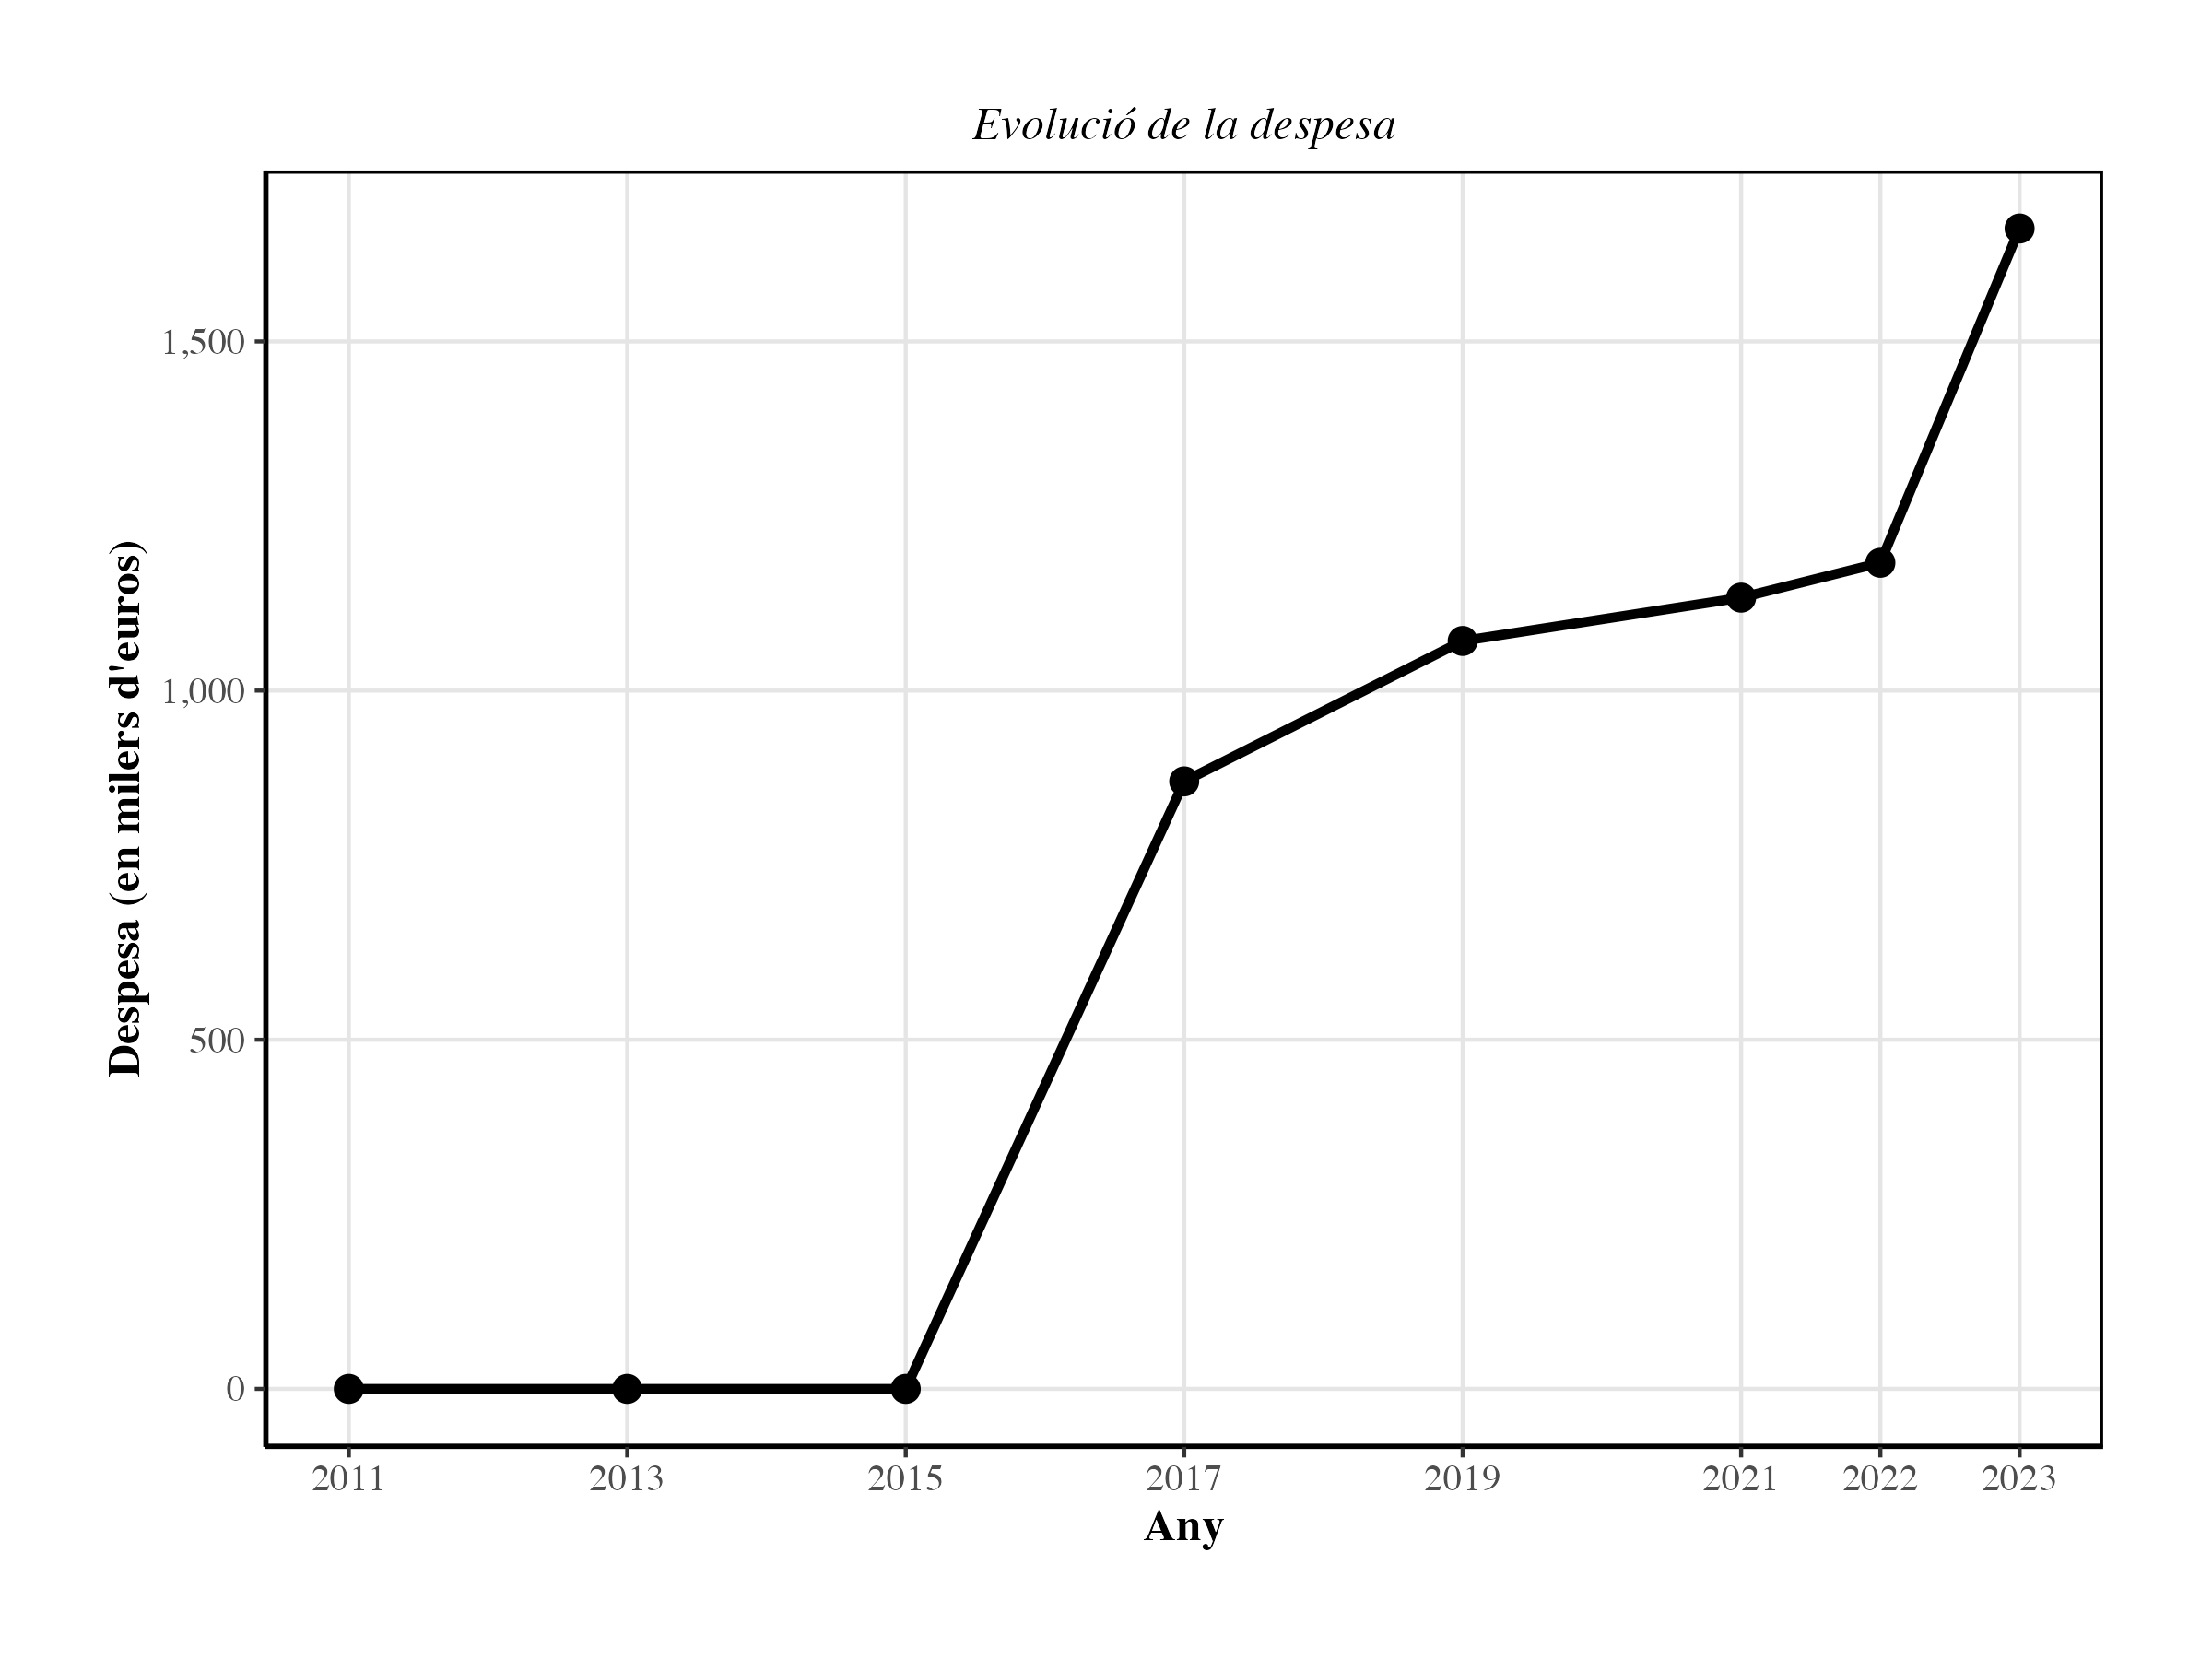 Evolució de la despesa
Despesa (en milers d'euros)
1,500
1,000
500
0
2011 2013 2015 2017 2019 2021 2022 2023
Any